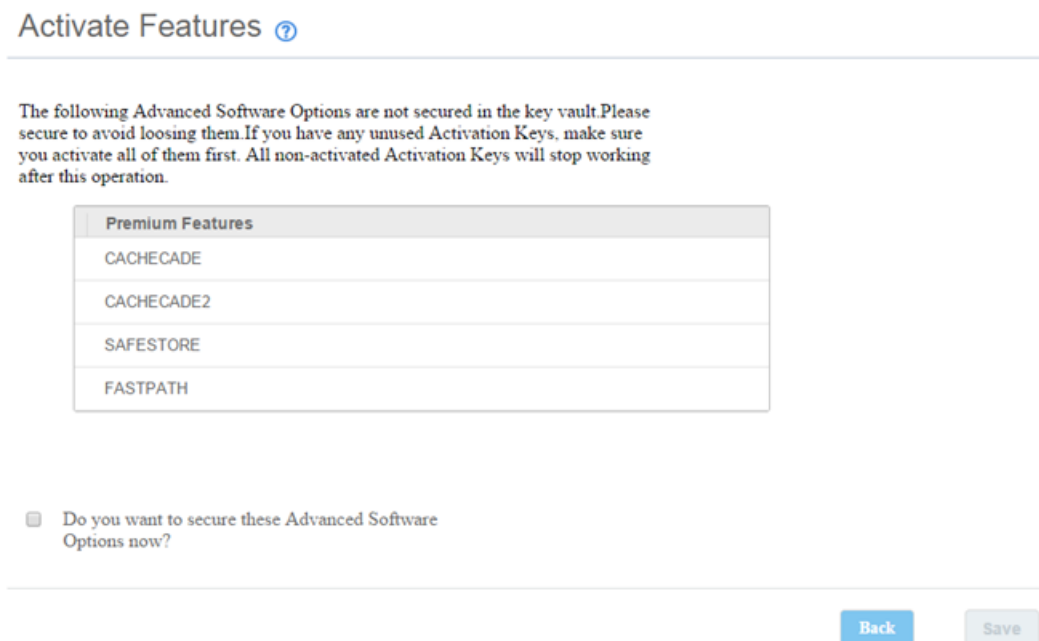 Activate Features ?
The following Advanced Software Options are not secured in the key vault.Please
secure to avoid loosing them.If you have any unused Activation Keys, make sure
you activate all of them first. All non-activated Activation Keys will stop working
after this operation.
Premium Features
CACHECADE
CACHECADE2
SAFESTORE
FASTPATH
Do you want to secure these Advanced Software
Options now?
Back
Save